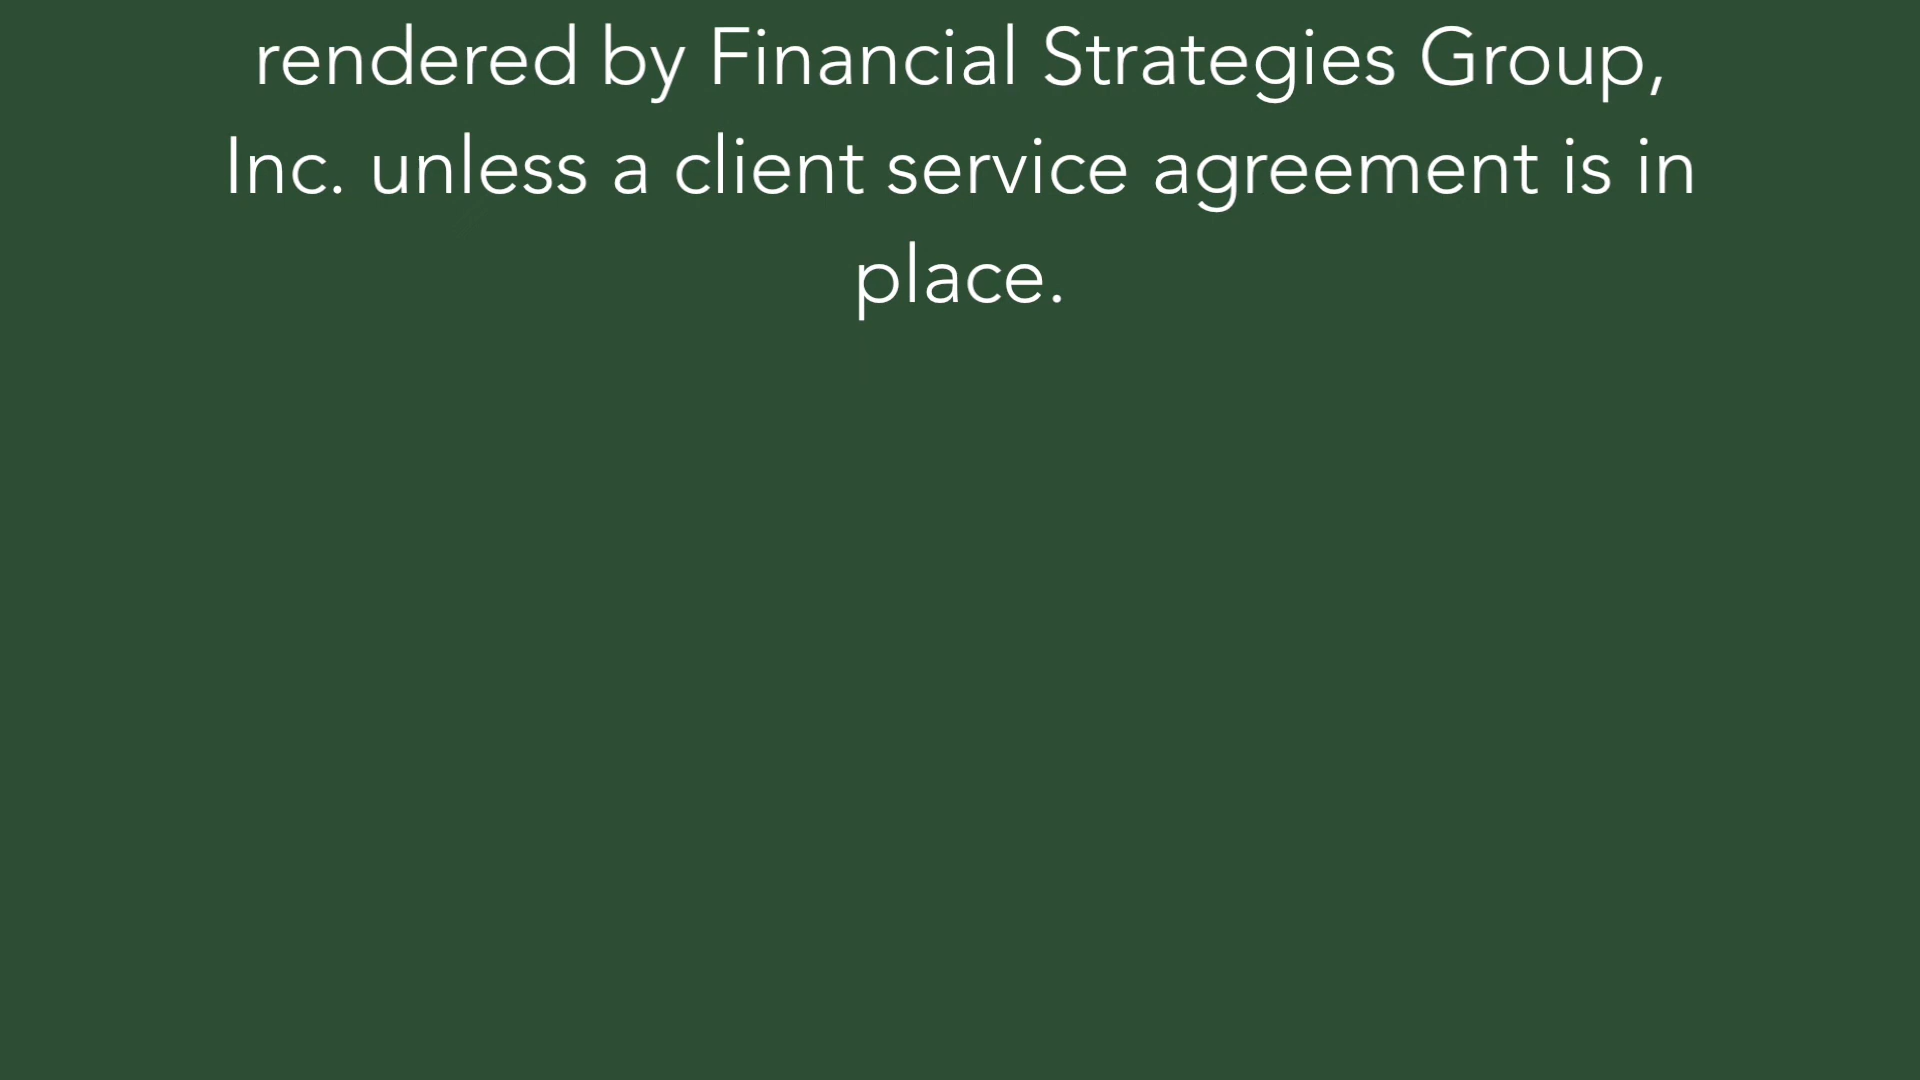 rendered by Financial Strategies Group,
Inc. unless a client service agreement is in
place.